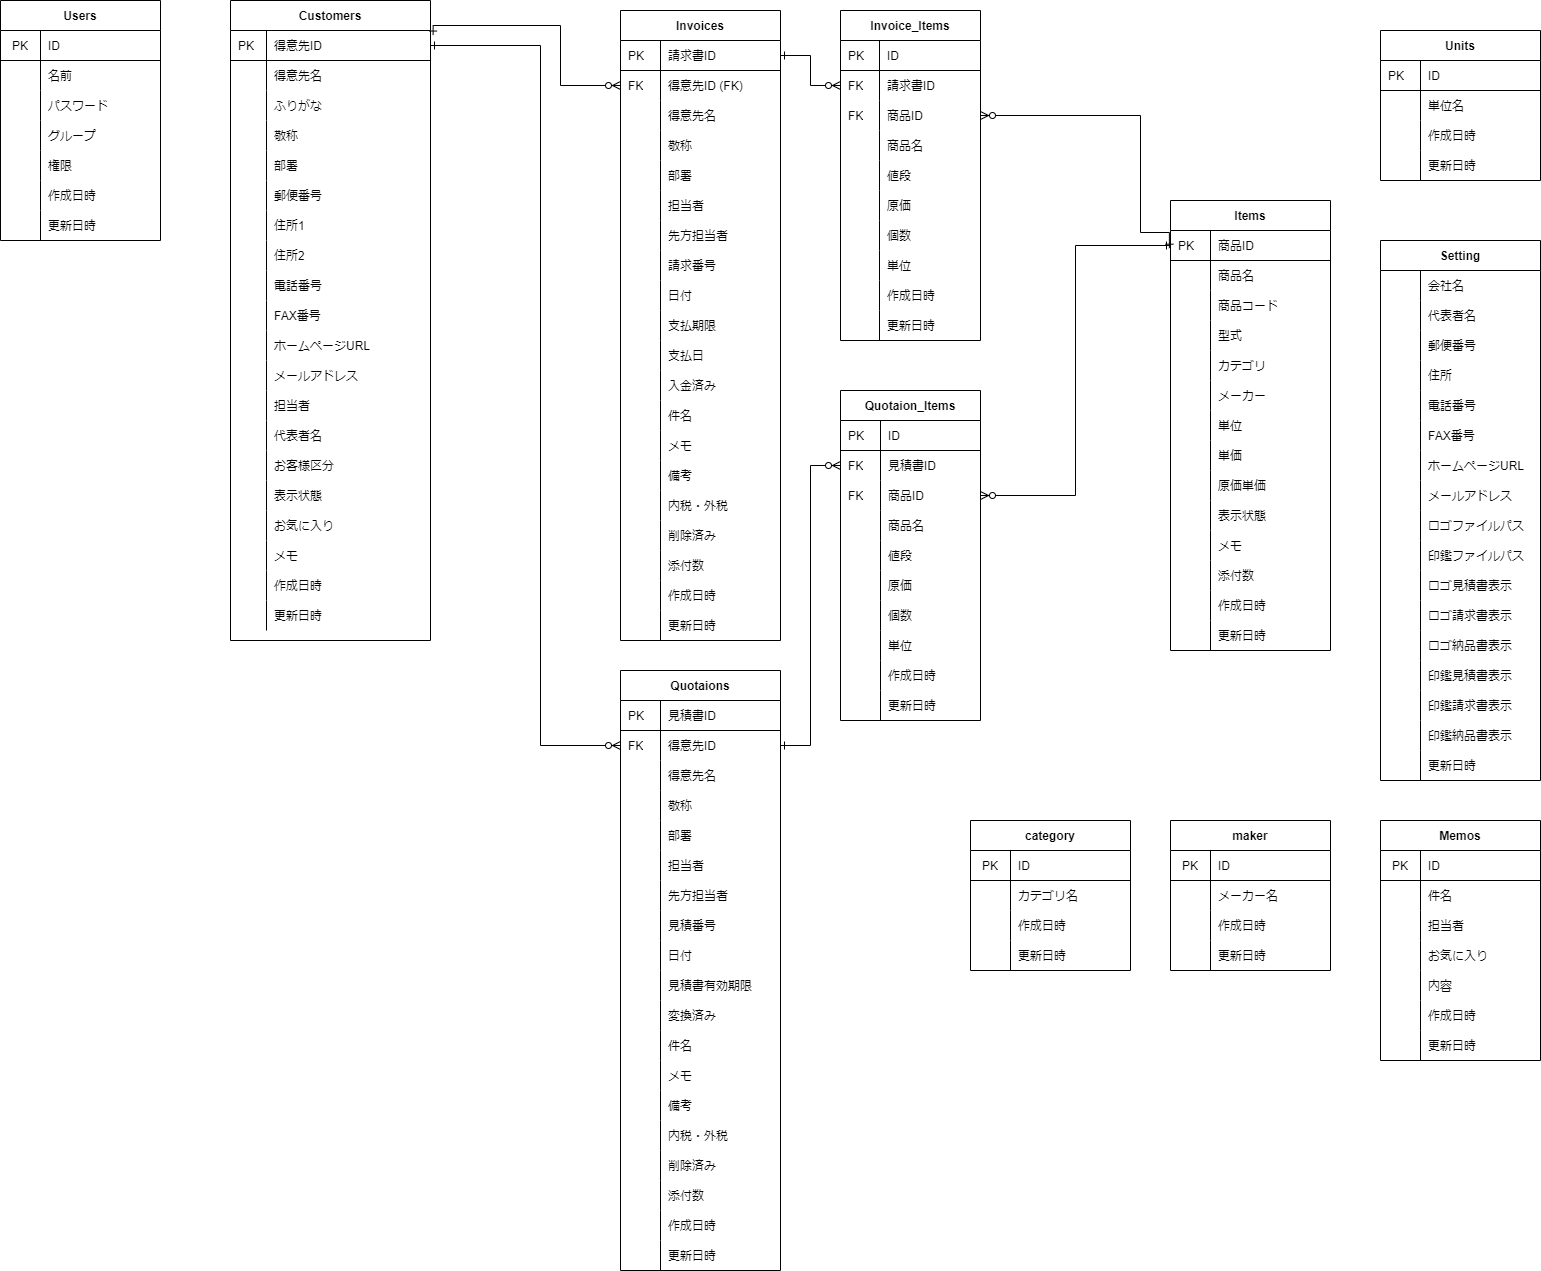 Users
PK ID
名前
パスワード
グループ
権限
作成日時
更新日時
Customers
PK 得意先ID
得意先名
ふりがな
敬称
部署
郵便番号
住所1
住所2
電話番号
FAX番号
ホームページURL
メールアドレス
担当者
代表者名
お客様区分
表示状態
お気に入り
メモ
作成日時
更新日時
Invoices
PK 請求書ID
FK 得意先ID (FK)
得意先名
敬称
部署
担当者
先方担当者
請求番号
日付
支払期限
支払日
入金済み
件名
メモ
備考
内税・外税
削除済み
添付数
作成日時
更新日時
Quotaions
PK 見積書ID
FK 得意先ID
得意先名
敬称
部署
担当者
先方担当者
見積番号
日付
見積書有効期限
変換済み
件名
メモ
備考
内税・外税
削除済み
添付数
作成日時
更新日時
Invoice_Items
PK ID
FK 請求書ID
FK 商品ID
商品名
値段
原価
個数
単位
作成日時
更新日時
Quotaion_Items
PK ID
FK 見積書ID
FK 商品ID
商品名
値段
原価
個数
単位
作成日時
更新日時
Items
PK 商品ID
商品名
商品コード
型式
カテゴリ
メーカー
単位
単価
原価単価
表示状態
メモ
添付数
作成日時
更新日時
Units
PK ID
単位名
作成日時
更新日時
Setting
会社名
代表者名
郵便番号
住所
電話番号
FAX番号
ホームページURL
メールアドレス
ロゴファイルパス
印鑑ファイルパス
ロゴ見積書表示
ロゴ請求書表示
ロゴ納品書表示
印鑑見積書表示
印鑑請求書表示
印鑑納品書表示
更新日時
category
PK ID
カテゴリ名
作成日時
更新日時
maker
PK ID
メーカー名
作成日時
更新日時
Memos
PK ID
件名
担当者
お気に入り
内容
作成日時
更新日時